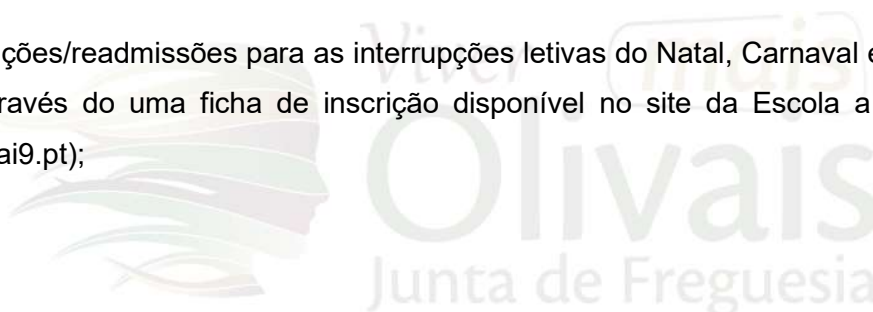 Viver mais
ções/readmissões para as interrupções letivas do Natal, Carnaval e
ravés do uma ficha de inscrição disponível no site da Escola a
ai9.pt);
Olivais
Junta de Freguesia